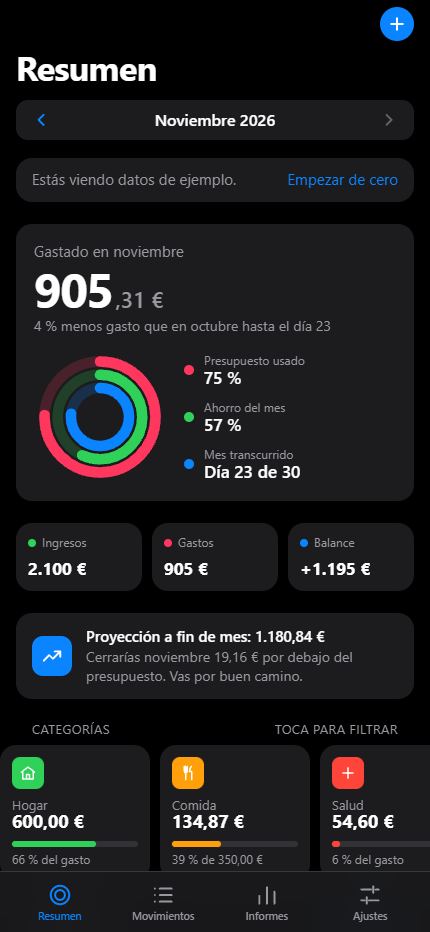 Resumen
Noviembre 2026
Estás viendo datos de ejemplo. Empezar de cero
Gastado en noviembre
905,31 €
4 % menos gasto que en octubre hasta el día 23
Presupuesto usado
75 %
Ahorro del mes
57 %
Mes transcurrido
Día 23 de 30
Ingresos
2.100 €
Gastos
905 €
Balance
+1.195 €
Proyección a fin de mes: 1.180,84 €
Cerrarías noviembre 19,16 € por debajo del
presupuesto. Vas por buen camino.
CATEGORÍAS TOCA PARA FILTRAR
Hogar
600,00 €
66 % del gasto
Comida
134,87 €
39 % de 350,00 €
Salud
54,60 €
6 % del gasto
Resumen Movimientos Informes Ajustes